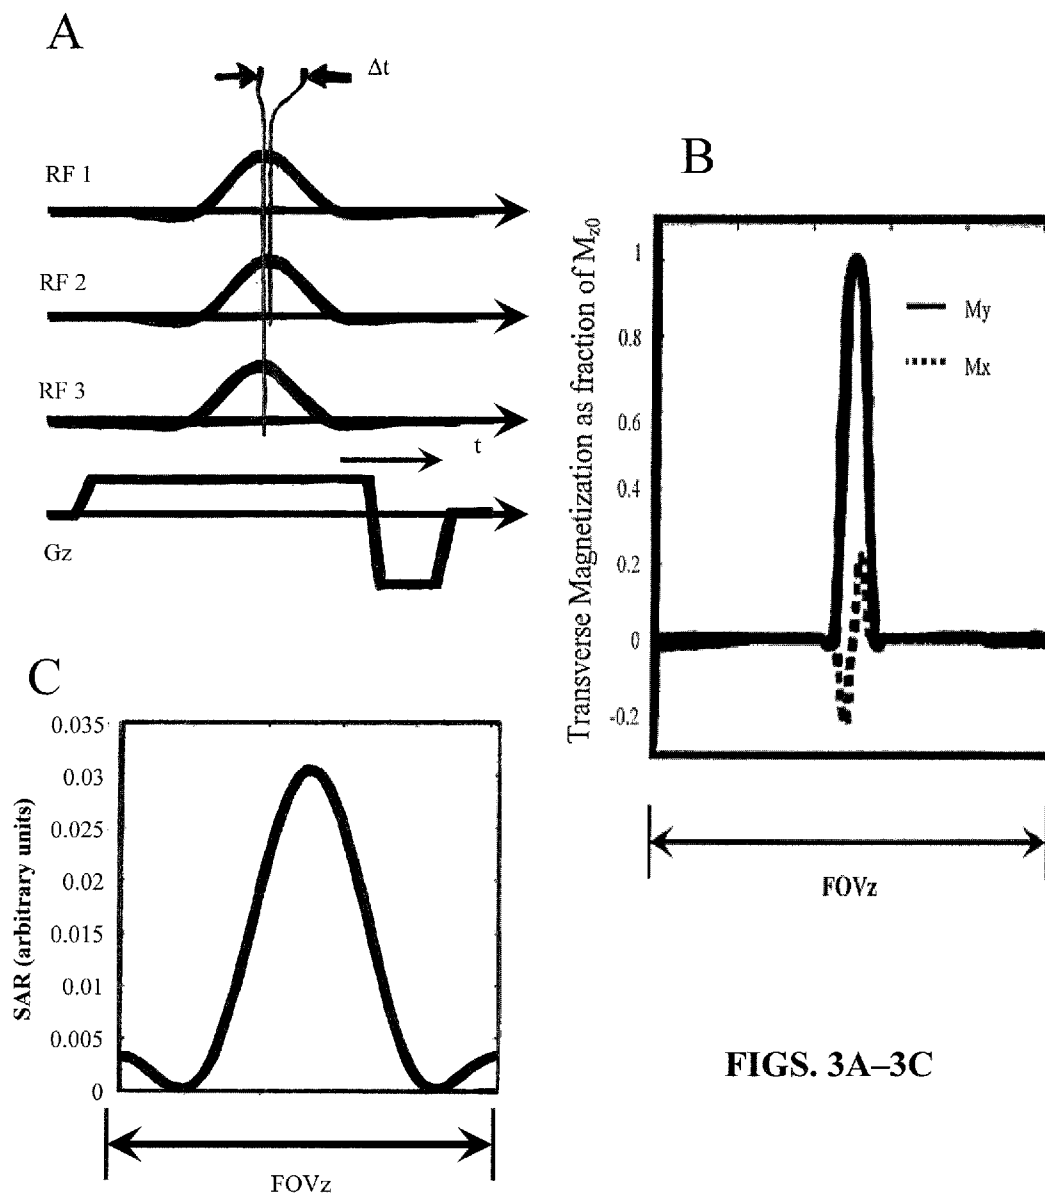 A
Δt
RF 1
RF 2
RF 3
t
Gz
B
Transverse Magnetization as fraction of Mz0
1
0.8
0.6
0.4
0.2
0
-0.2
My
Mx
FOVz
C
SAR (arbitrary units)
0.035
0.03
0.025
0.02
0.015
0.01
0.005
0
FOVz
FIGS. 3A–3C